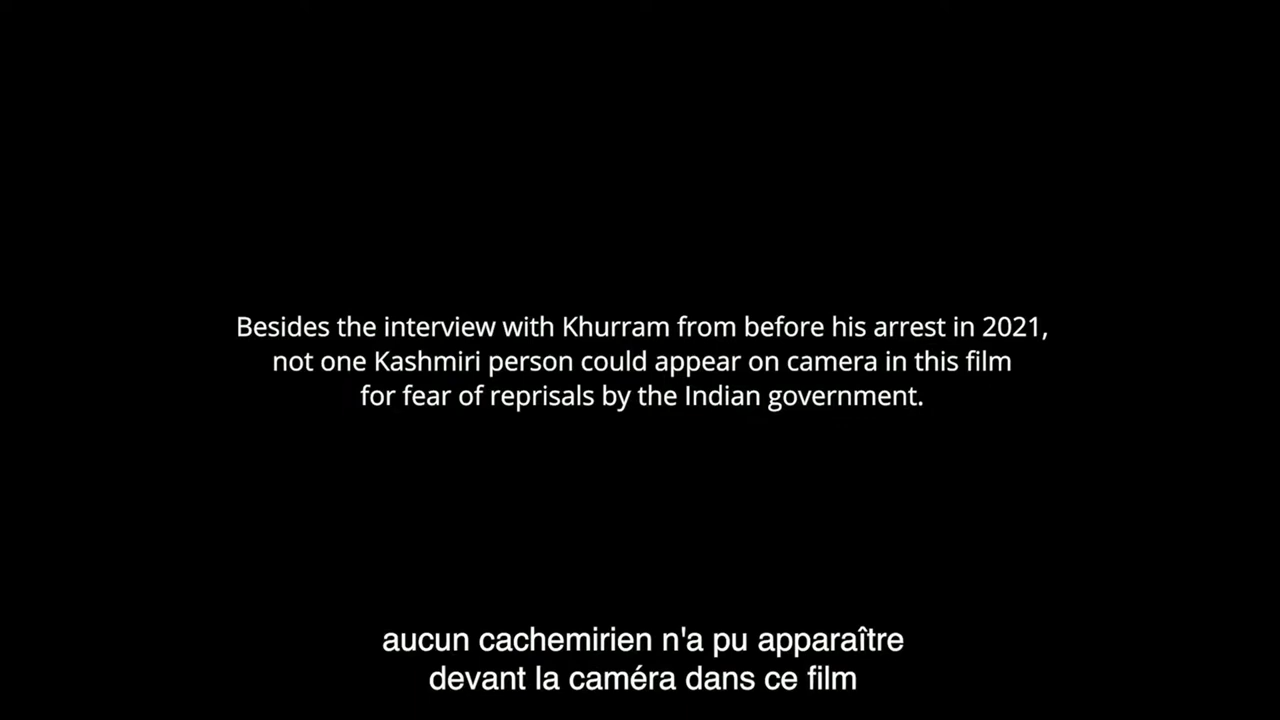 Besides the interview with Khurram from before his arrest in 2021,
not one Kashmiri person could appear on camera in this film
for fear of reprisals by the Indian government.
aucun cachemirien n'a pu apparaître
devant la caméra dans ce film